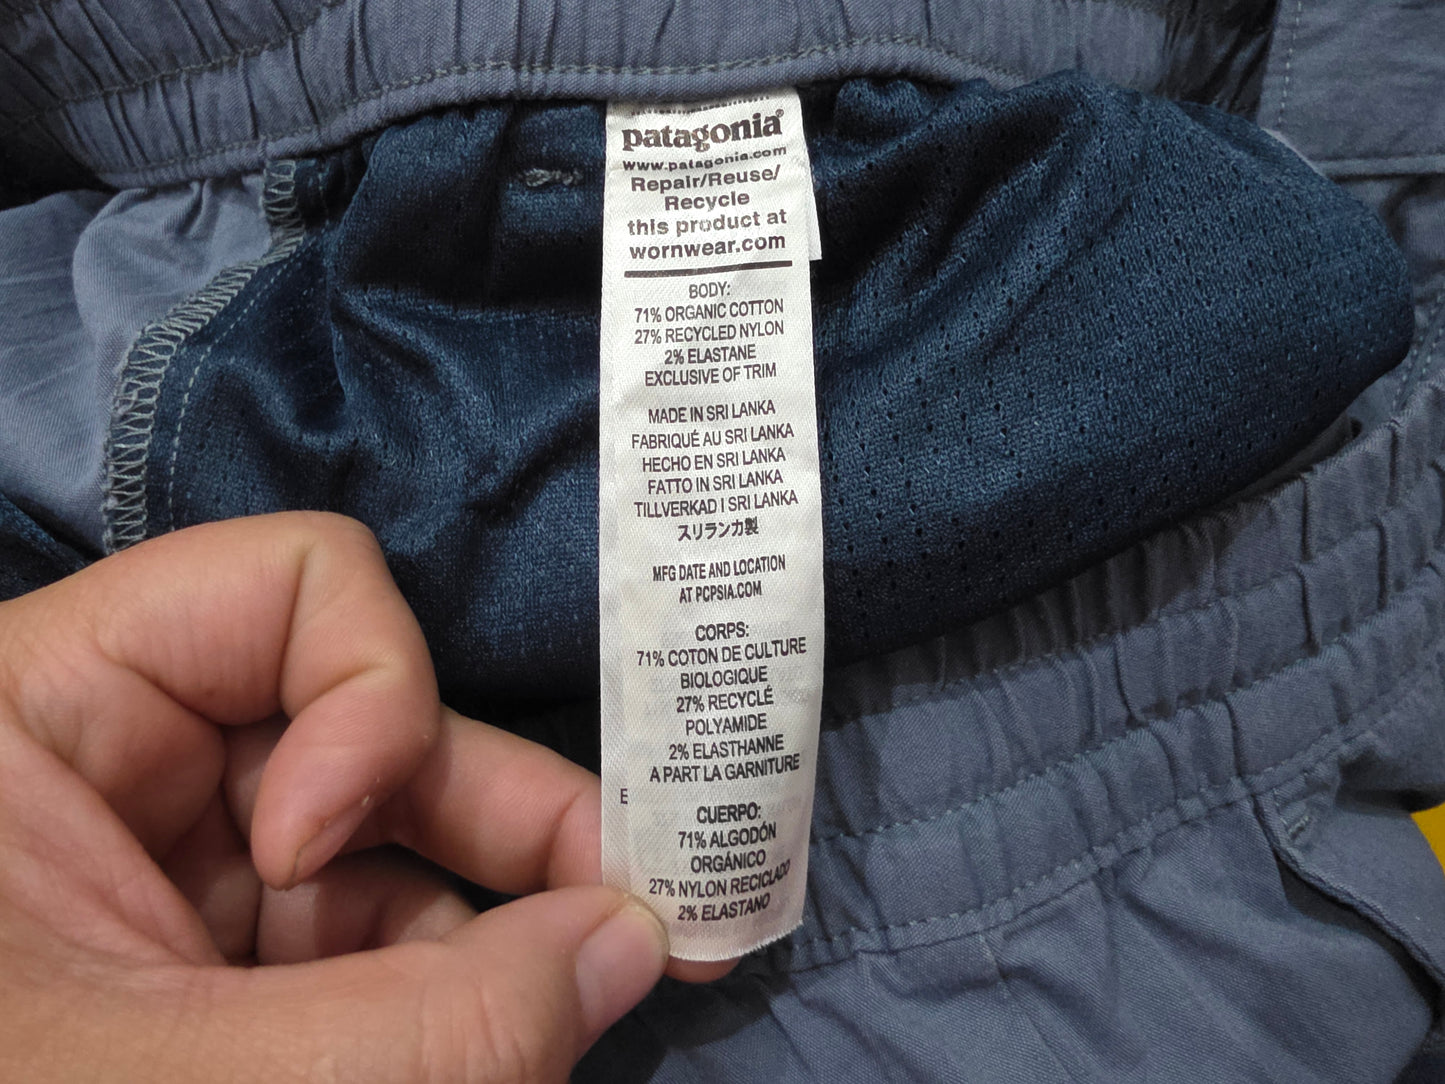 patagonia®
www.patagonia.com
Repair/Reuse/
Recycle
this product at
wornwear.com
BODY:
71% ORGANIC COTTON
27% RECYCLED NYLON
2% ELASTANE
EXCLUSIVE OF TRIM
MADE IN SRI LANKA
FABRIQUÉ AU SRI LANKA
HECHO EN SRI LANKA
FATTO IN SRI LANKA
TILLVERKAD I SRI LANKA
スリランカ製
MFG DATE AND LOCATION
AT PCPSIA.COM
CORPS:
71% COTON DE CULTURE
BIOLOGIQUE
27% RECYCLÉ
POLYAMIDE
2% ELASTHANNE
A PART LA GARNITURE
E
CUERPO:
71% ALGODÓN
ORGÁNICO
27% NYLON RECICLADO
2% ELASTANO